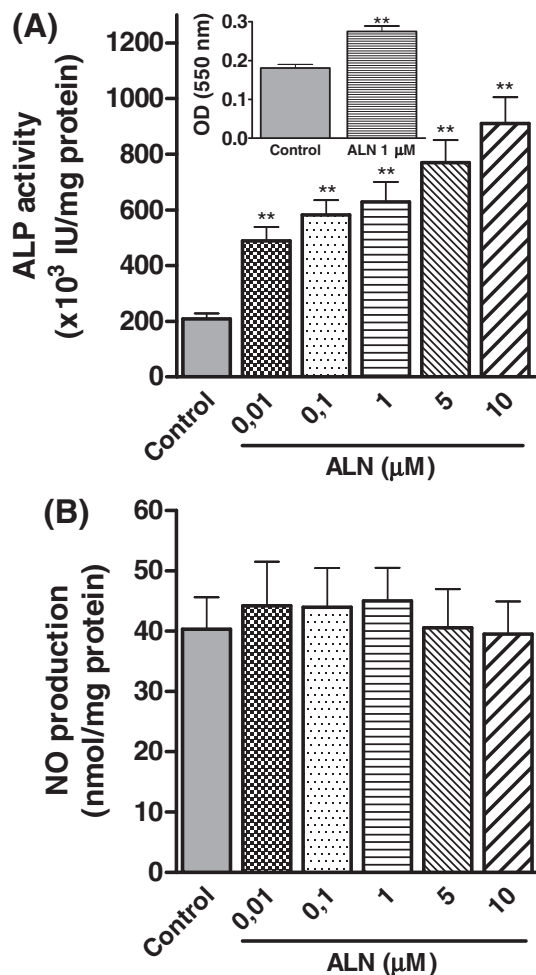 (A)
ALP activity
(x10³ IU/mg protein)
1200
1000
800
600
400
200
0
OD (550 nm)
0.3
0.2
0.1
0.0
**
Control
ALN 1 μM
**
**
**
**
**
Control
0,01
0,1
1
5
10
ALN (μM)
(B)
NO production
(nmol/mg protein)
60
50
40
30
20
10
0
Control
0,01
0,1
1
5
10
ALN (μM)